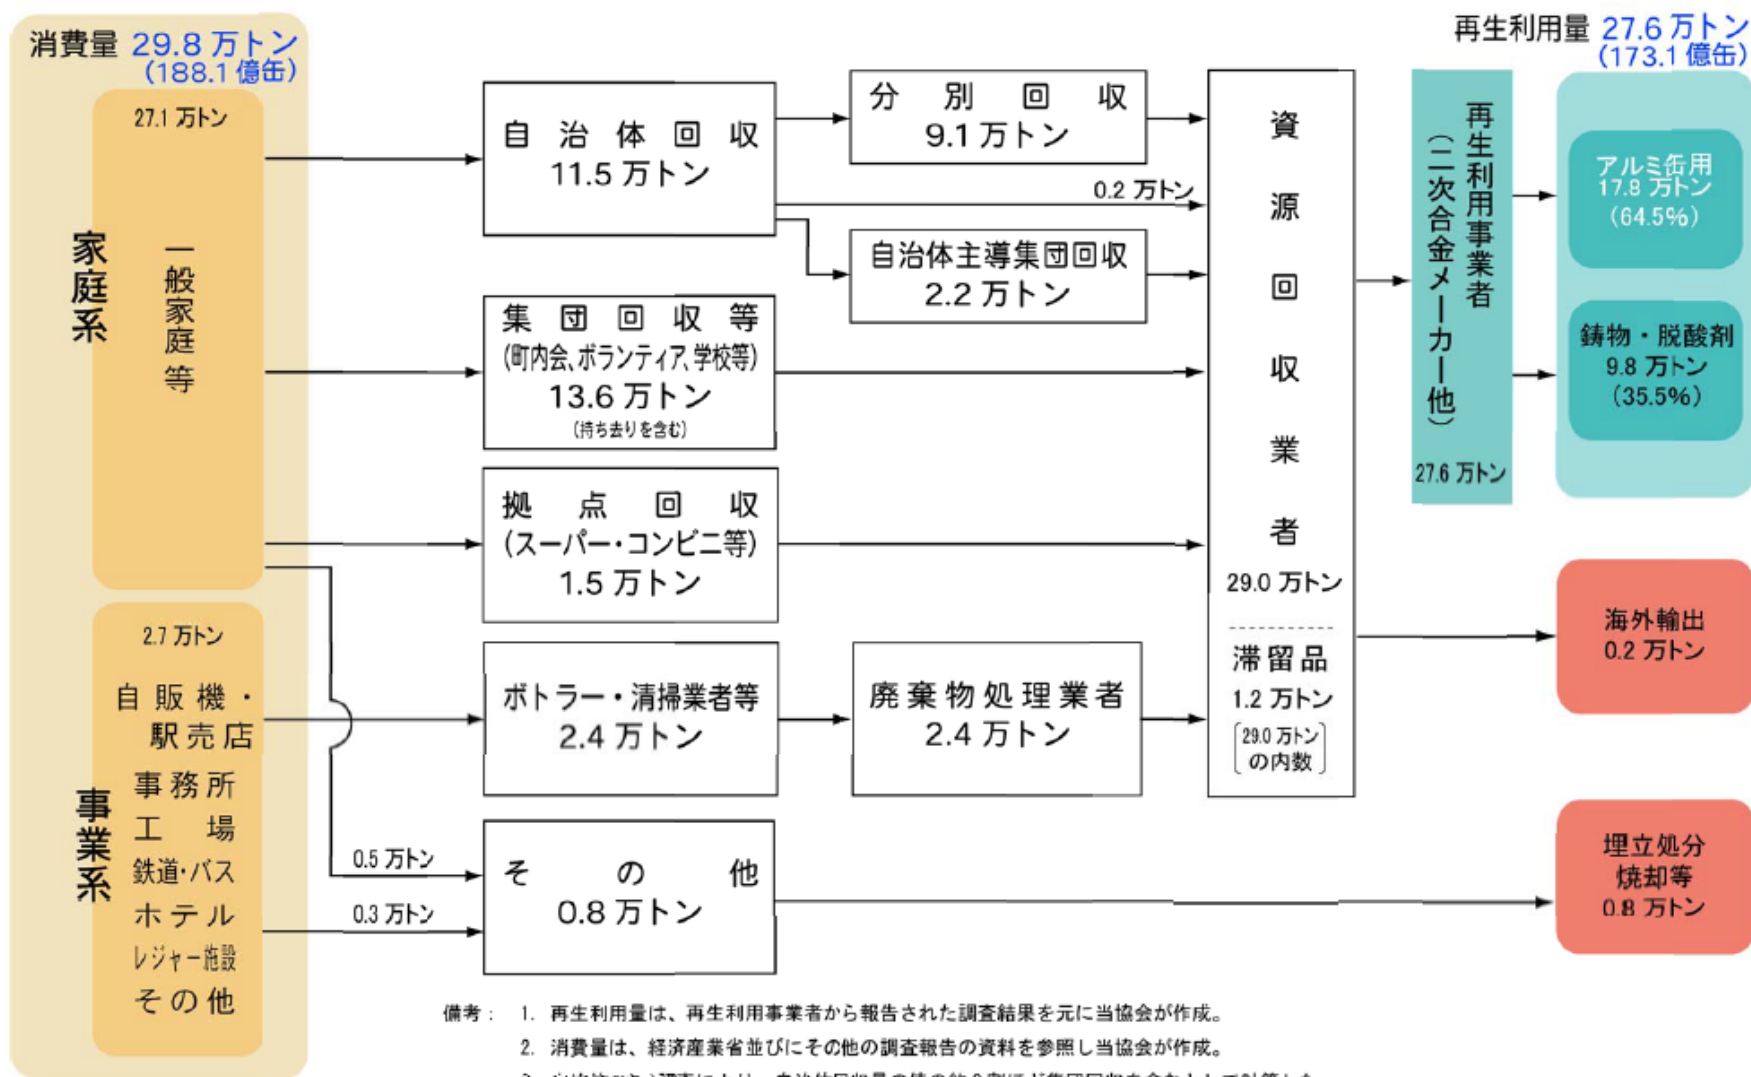 消費量 29.8 万トン
(188.1 億缶)
家庭系
27.1 万トン
一般家庭等
事業系
2.7 万トン
自販機・
駅売店
事務所
工場
鉄道・バス
ホテル
レジャー施設
その他
自治体回収
11.5 万トン
分別回収
9.1 万トン
0.2 万トン
自治体主導集団回収
2.2 万トン
集団回収等
(町内会、ボランティア、学校等)
13.6 万トン
(持ち去りを含む)
拠点回収
(スーパー・コンビニ等)
1.5 万トン
ボトラー・清掃業者等
2.4 万トン
廃棄物処理業者
2.4 万トン
0.5 万トン
0.3 万トン
その他
0.8 万トン
資源回収業者
29.0 万トン
滞留品
1.2 万トン
[29.0 万トン
の内数]
再生利用事業者
(二次合金メーカー他)
27.6 万トン
再生利用量 27.6 万トン
(173.1 億缶)
アルミ缶用
17.8 万トン
(64.5%)
鋳物・脱酸剤
9.8 万トン
(35.5%)
海外輸出
0.2 万トン
埋立処分
焼却等
0.8 万トン
備考： 1. 再生利用量は、再生利用事業者から報告された調査結果を元に当協会が作成。
2. 消費量は、経済産業省並びにその他の調査報告の資料を参照し当協会が作成。